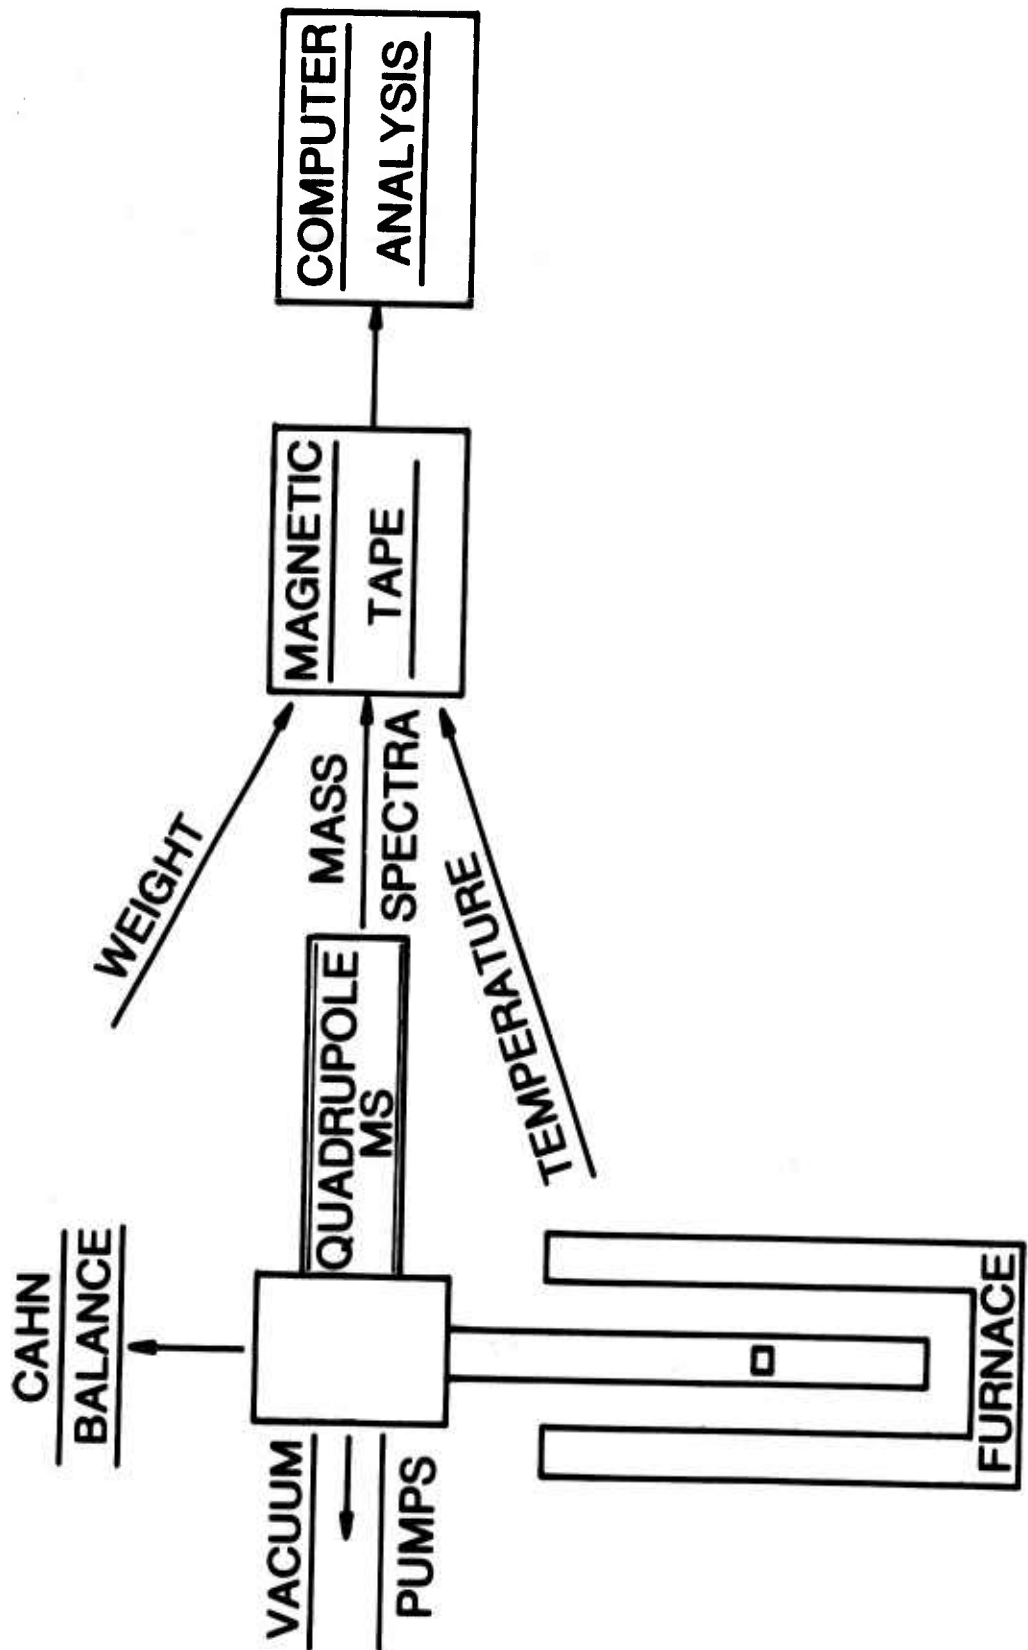 CAHN
BALANCE
VACUUM
PUMPS
QUADRUPOLE
MS
FURNACE
WEIGHT
MASS
SPECTRA
TEMPERATURE
MAGNETIC
TAPE
COMPUTER
ANALYSIS